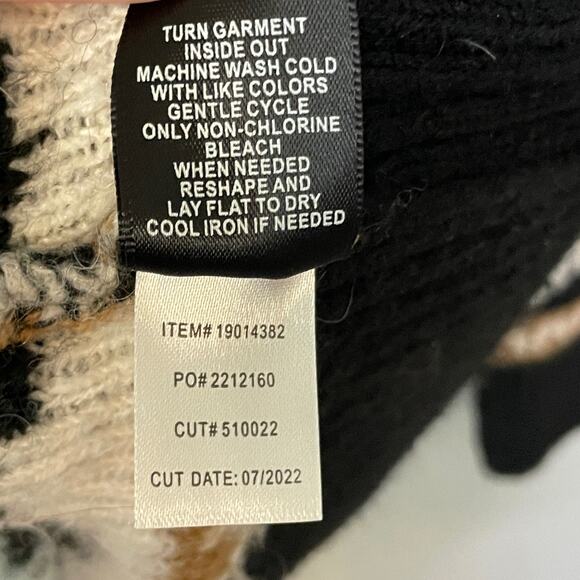 TURN GARMENT
INSIDE OUT
MACHINE WASH COLD
WITH LIKE COLORS
GENTLE CYCLE
ONLY NON-CHLORINE
BLEACH
WHEN NEEDED
RESHAPE AND
LAY FLAT TO DRY
COOL IRON IF NEEDED
ITEM# 19014382
PO# 2212160
CUT# 510022
CUT DATE: 07/2022